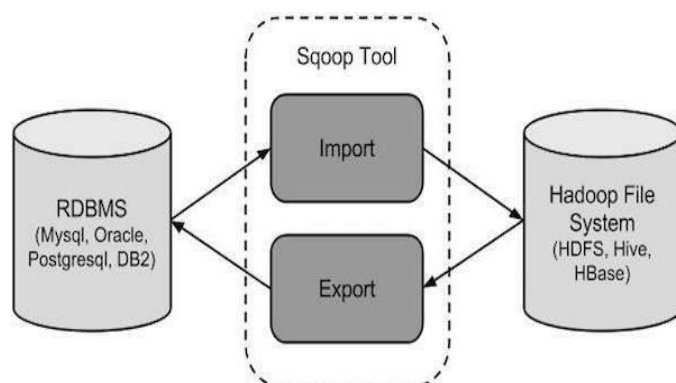 Sqoop Tool
Import
Export
RDBMS
(Mysql, Oracle,
Postgresql, DB2)
Hadoop File
System
(HDFS, Hive,
HBase)